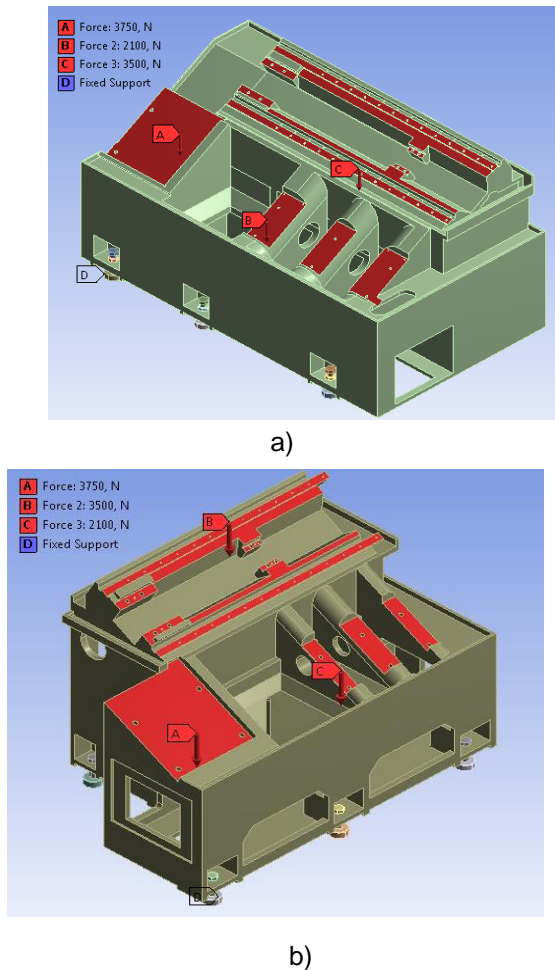 A Force: 3750, N
B Force 2: 2100, N
C Force 3: 3500, N
D Fixed Support
A
C
B
D
a)
A Force: 3750, N
B Force 2: 3500, N
C Force 3: 2100, N
D Fixed Support
B
C
A
D
b)